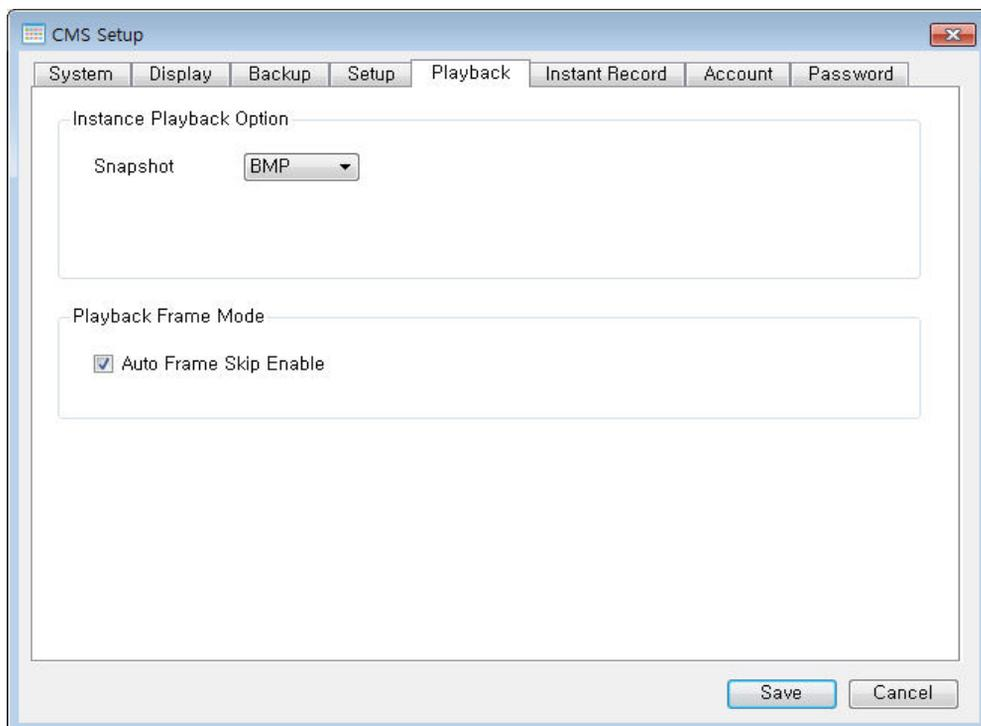 CMS Setup
System Display Backup Setup Playback Instant Record Account Password
Instance Playback Option
Snapshot BMP
Playback Frame Mode
Auto Frame Skip Enable
Save Cancel